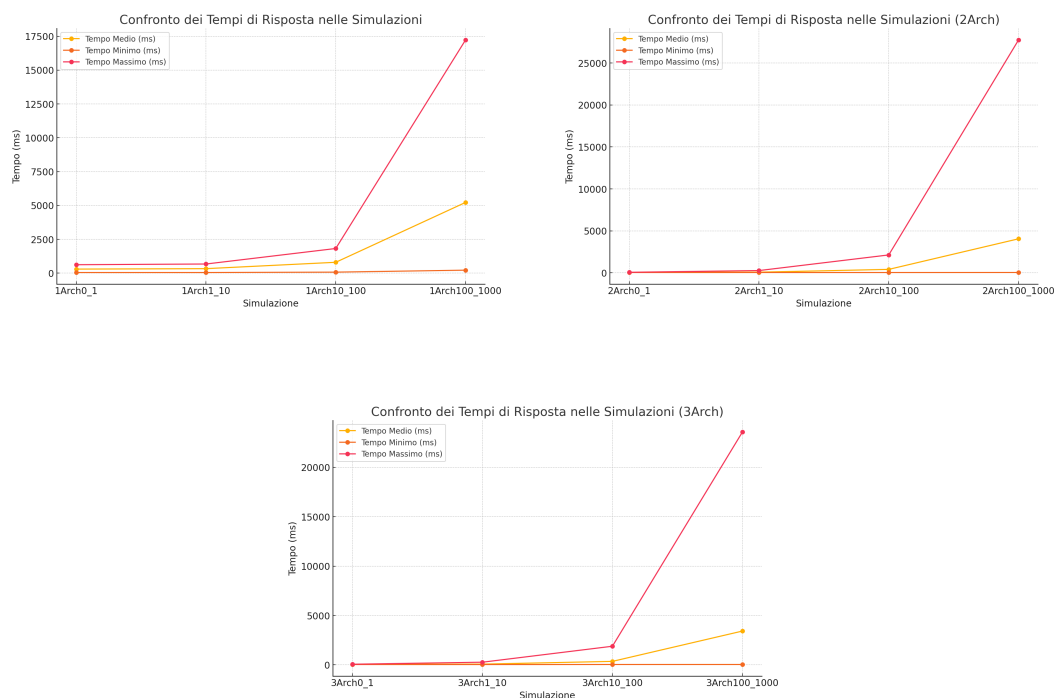 Confronto dei Tempi di Risposta nelle Simulazioni
Tempo Medio (ms)
Tempo Minimo (ms)
Tempo Massimo (ms)
17500
15000
12500
10000
7500
5000
2500
0
Tempo (ms)
1Arch0_1
1Arch1_10
1Arch10_100
1Arch100_1000
Simulazione
Confronto dei Tempi di Risposta nelle Simulazioni (2Arch)
Tempo Medio (ms)
Tempo Minimo (ms)
Tempo Massimo (ms)
25000
20000
15000
10000
5000
0
Tempo (ms)
2Arch0_1
2Arch1_10
2Arch10_100
2Arch100_1000
Simulazione
Confronto dei Tempi di Risposta nelle Simulazioni (3Arch)
Tempo Medio (ms)
Tempo Minimo (ms)
Tempo Massimo (ms)
20000
15000
10000
5000
0
Tempo (ms)
3Arch0_1
3Arch1_10
3Arch10_100
3Arch100_1000
Simulazione